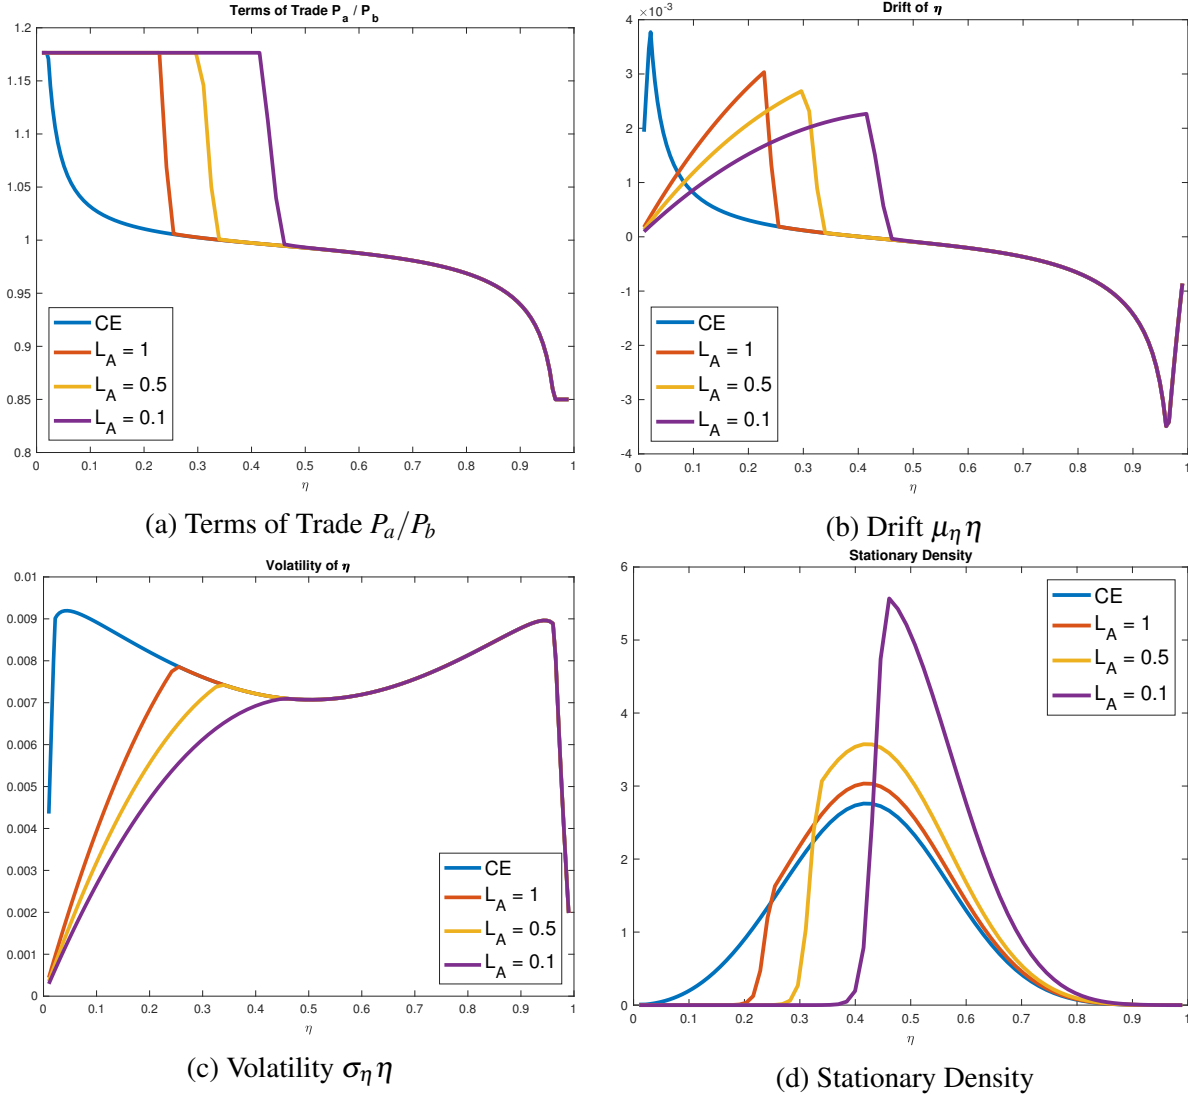 Terms of Trade P_a / P_b
1.2
1.15
1.1
1.05
1
0.95
0.9
0.85
0.8
0 0.1 0.2 0.3 0.4 0.5 0.6 0.7 0.8 0.9 1
η
CE
L_A = 1
L_A = 0.5
L_A = 0.1
(a) Terms of Trade P_a/P_b
Drift of η
×10^-3
4
3
2
1
0
-1
-2
-3
-4
0 0.1 0.2 0.3 0.4 0.5 0.6 0.7 0.8 0.9 1
η
CE
L_A = 1
L_A = 0.5
L_A = 0.1
(b) Drift μ_η η
Volatility of η
0.01
0.009
0.008
0.007
0.006
0.005
0.004
0.003
0.002
0.001
0
0 0.1 0.2 0.3 0.4 0.5 0.6 0.7 0.8 0.9 1
η
CE
L_A = 1
L_A = 0.5
L_A = 0.1
(c) Volatility σ_η η
Stationary Density
6
5
4
3
2
1
0
0 0.1 0.2 0.3 0.4 0.5 0.6 0.7 0.8 0.9 1
η
CE
L_A = 1
L_A = 0.5
L_A = 0.1
(d) Stationary Density